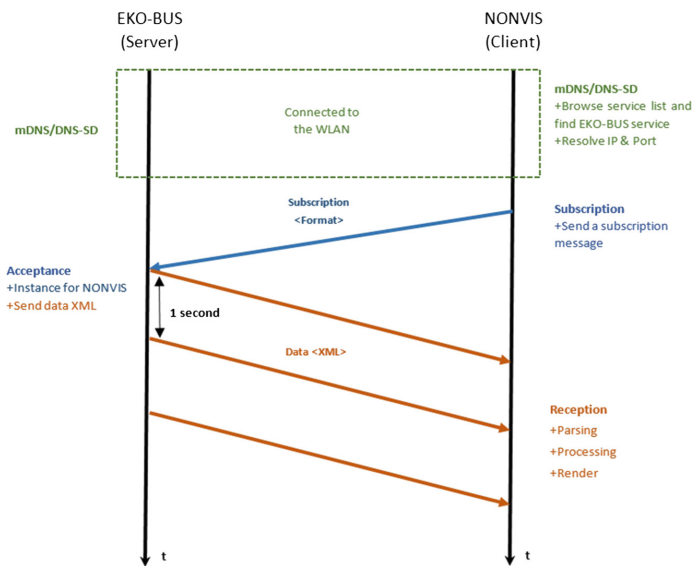 EKO-BUS
(Server)
NONVIS
(Client)
mDNS/DNS-SD
Connected to
the WLAN
mDNS/DNS-SD
+Browse service list and
find EKO-BUS service
+Resolve IP & Port
Subscription
<Format>
Subscription
+Send a subscription
message
Acceptance
+Instance for NONVIS
+Send data XML
1 second
Data <XML>
Reception
+Parsing
+Processing
+Render
t
t